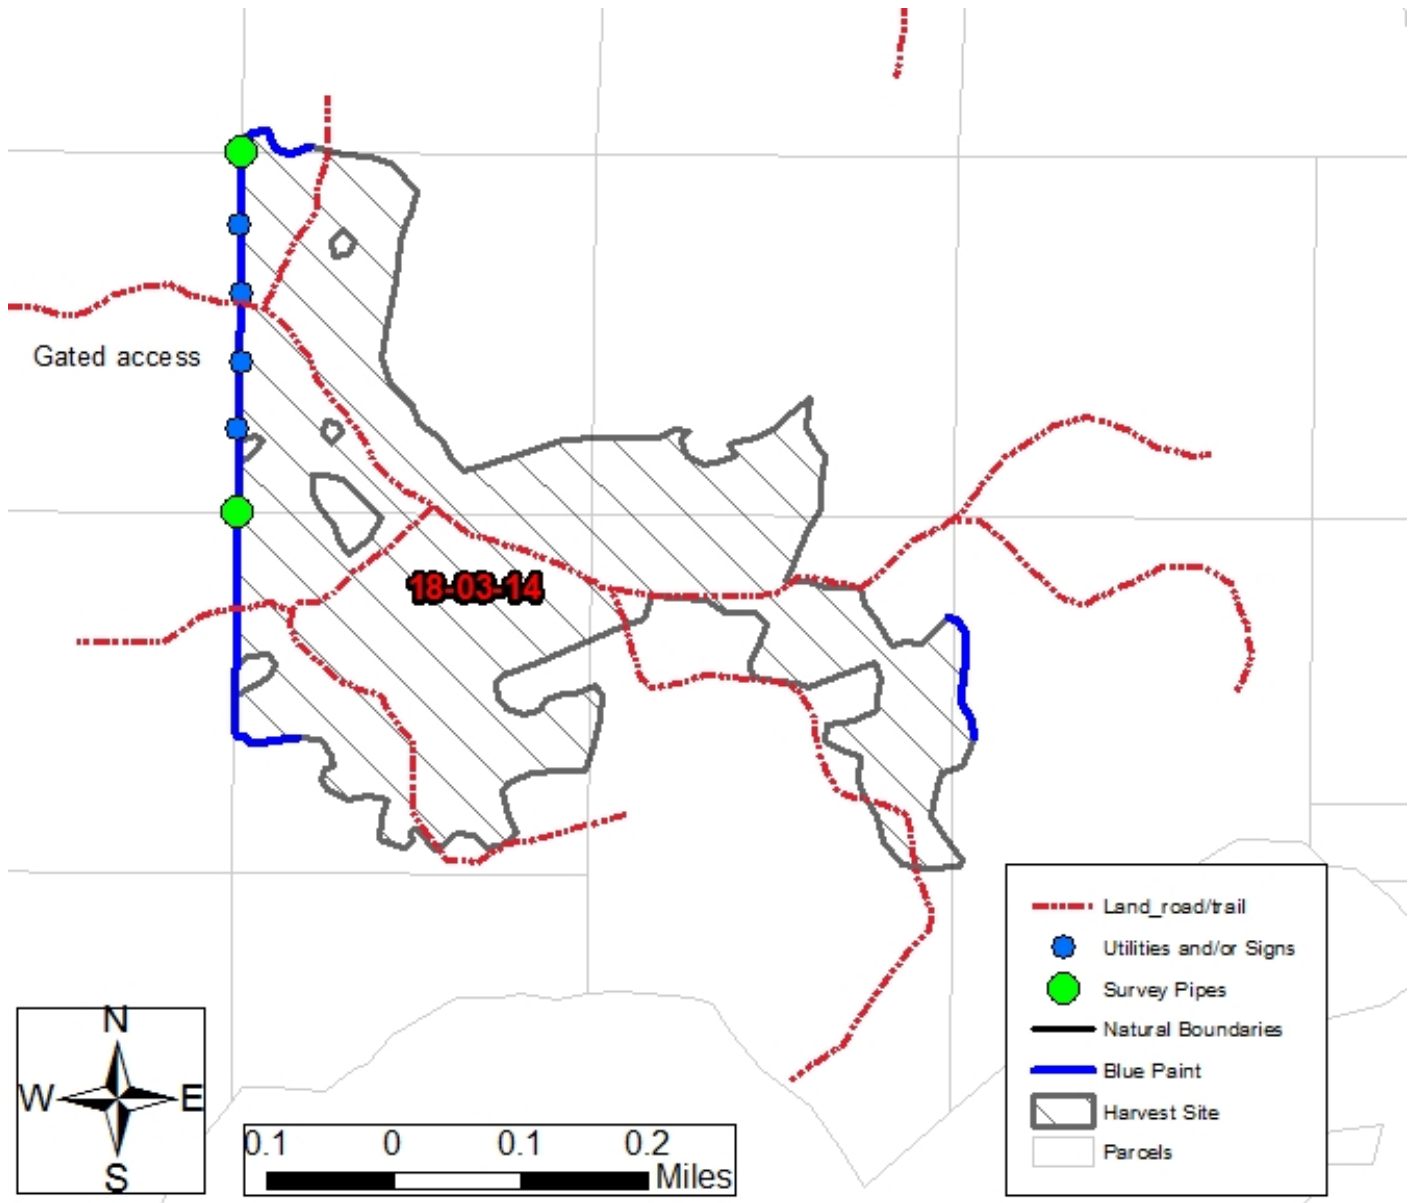 Gated access
18-03-14
Land_road/trail
Utilities and/or Signs
Survey Pipes
Natural Boundaries
Blue Paint
Harvest Site
Parcels
N
W E
S
0.1 0 0.1 0.2
Miles